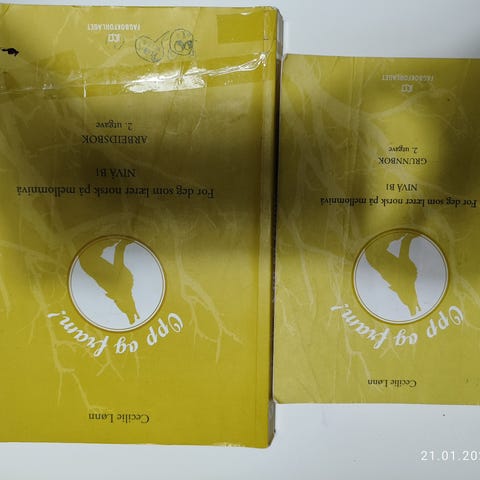 Cecilie Lønn
Opp og fram!
For deg som lærer norsk på mellomnivå
NIVÅ B1
ARBEIDSBOK
2. utgave
FAGBOKFORLAGET
Cecilie Lønn
Opp og fram!
For deg som lærer norsk på mellomnivå
NIVÅ B1
GRUNNBOK
2. utgave
FAGBOKFORLAGET
21.01.20